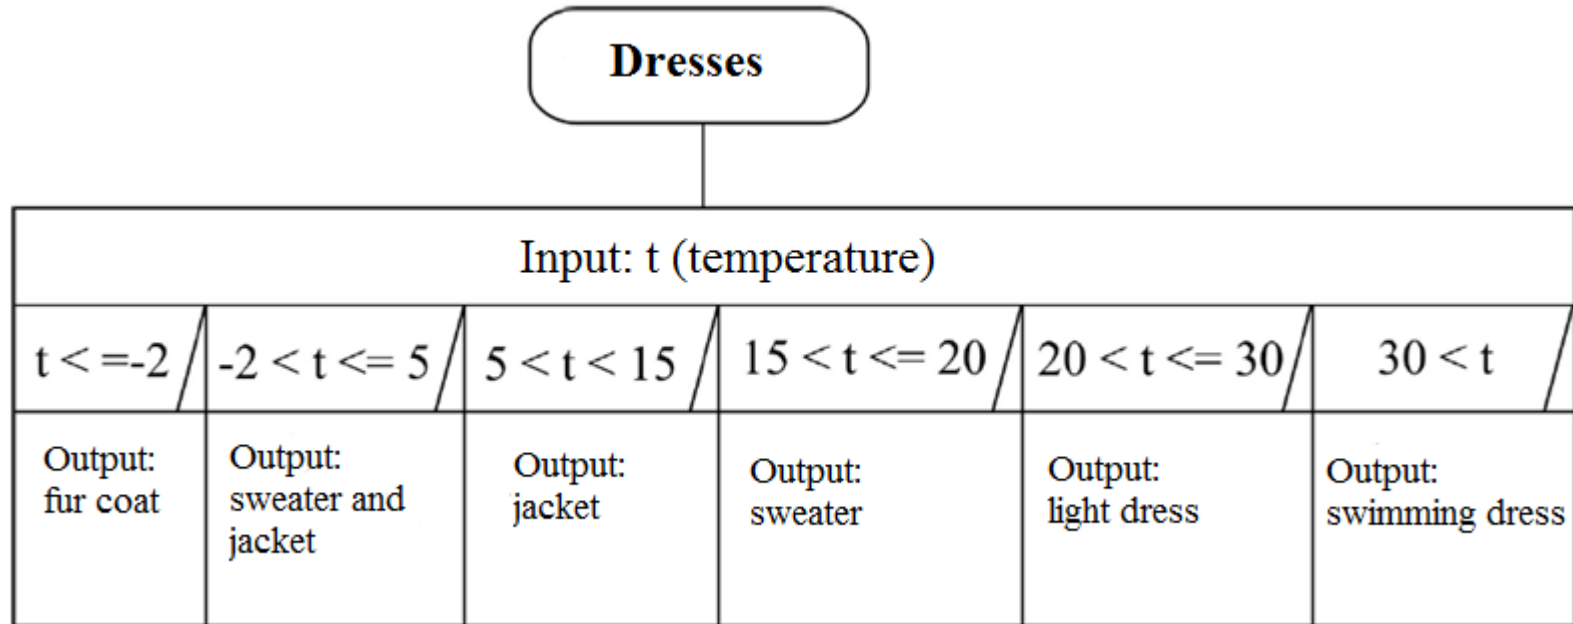 Dresses
Input: t (temperature)
t < =-2
-2 < t <= 5
5 < t < 15
15 < t <= 20
20 < t <= 30
30 < t
Output:
fur coat
Output:
sweater and
jacket
Output:
jacket
Output:
sweater
Output:
light dress
Output:
swimming dress